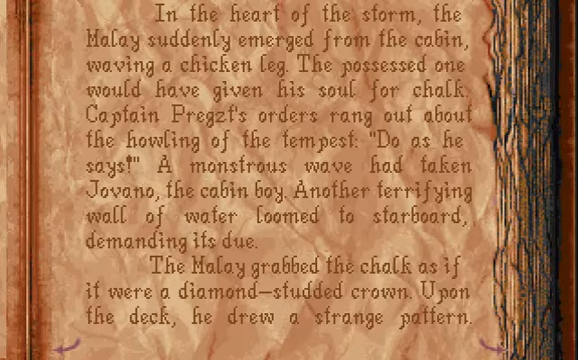 In the heart of the storm, the
Malay suddenly emerged from the cabin,
waving a chicken leg. The possessed one
would have given his soul for chalk.
Captain Pregzt's orders rang out about
the howling of the tempest: "Do as he
says!" A monstrous wave had taken
Jovano, the cabin boy. Another terrifying
wall of water loomed to starboard,
demanding its due.
The Malay grabbed the chalk as if
it were a diamond—studded crown. Upon
the deck, he drew a strange pattern.